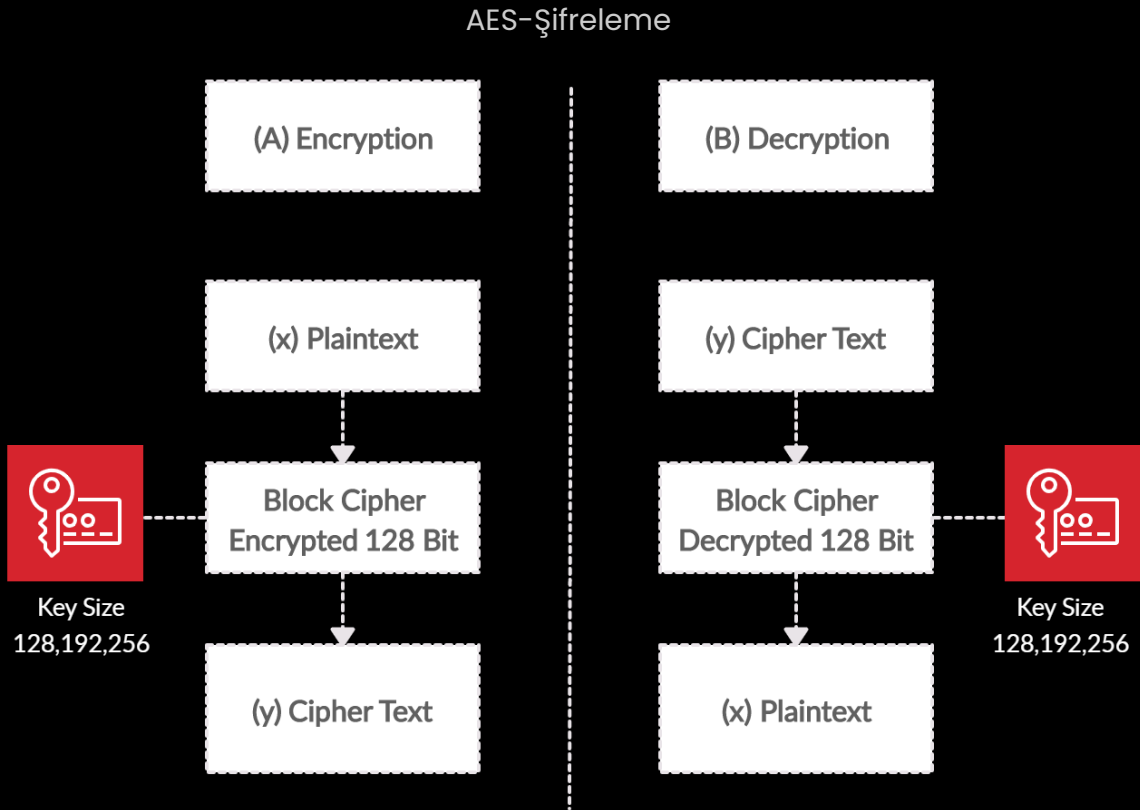 AES-Şifreleme
(A) Encryption
(B) Decryption
(x) Plaintext
(y) Cipher Text
Block Cipher
Encrypted 128 Bit
Block Cipher
Decrypted 128 Bit
Key Size
128,192,256
Key Size
128,192,256
(y) Cipher Text
(x) Plaintext